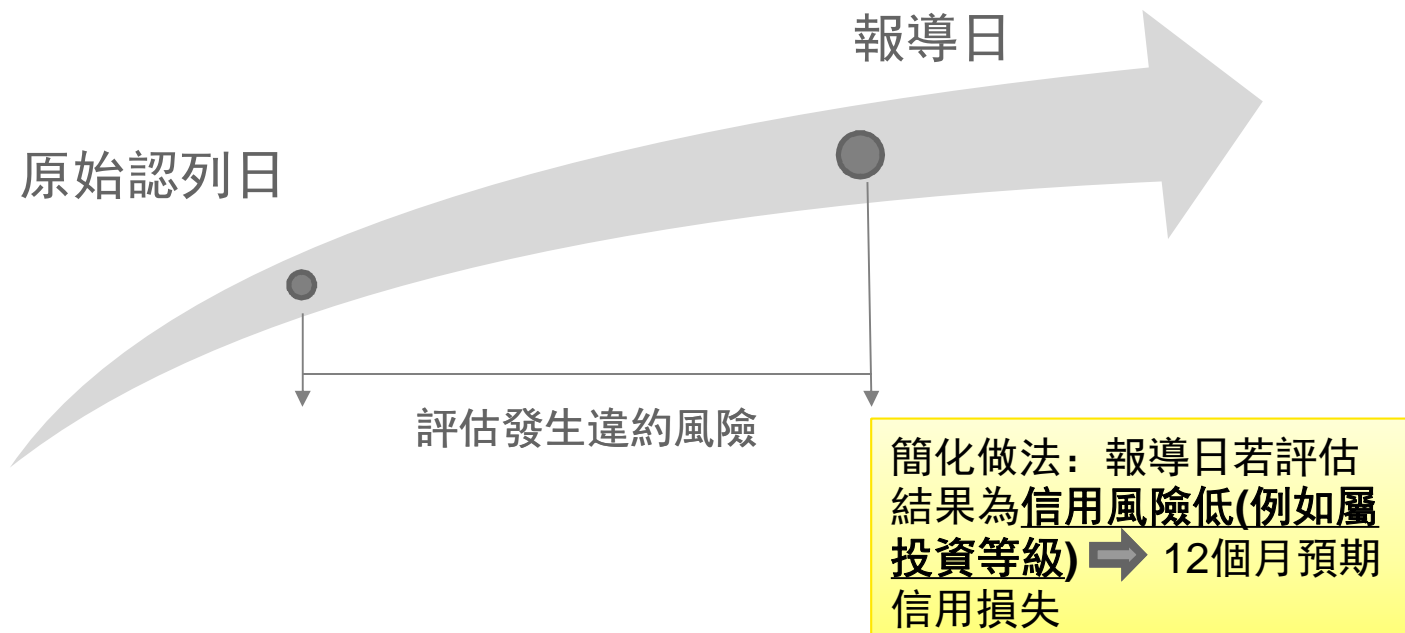 報導日
原始認列日
評估發生違約風險
簡化做法：報導日若評估
結果為信用風險低(例如屬
投資等級) 12個月預期
信用損失